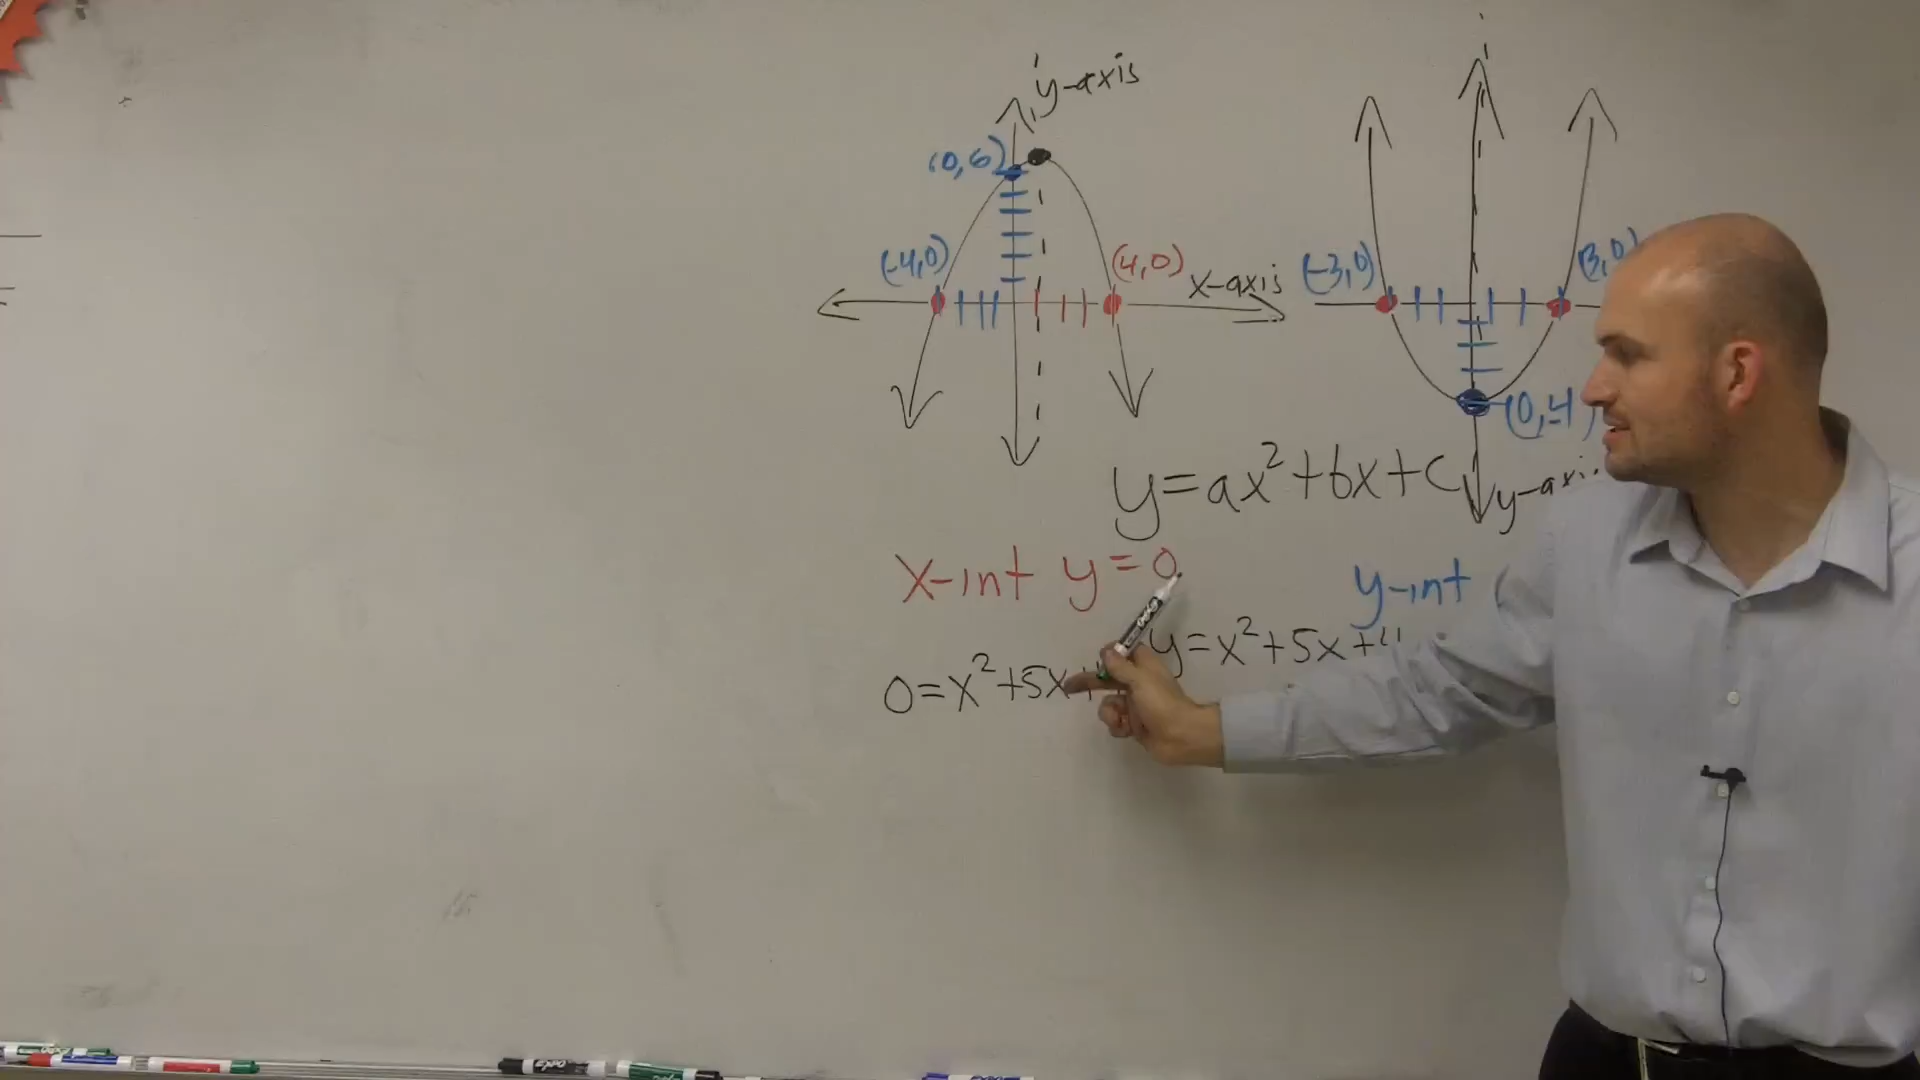 y-axis
(0,6)
(-4,0)
(4,0)
x-axis
(-3,0)
(3,0)
(0,-4)
y=ax²+bx+c
x-int y=0
y-int
y=x²+5x+4
0=x²+5x+